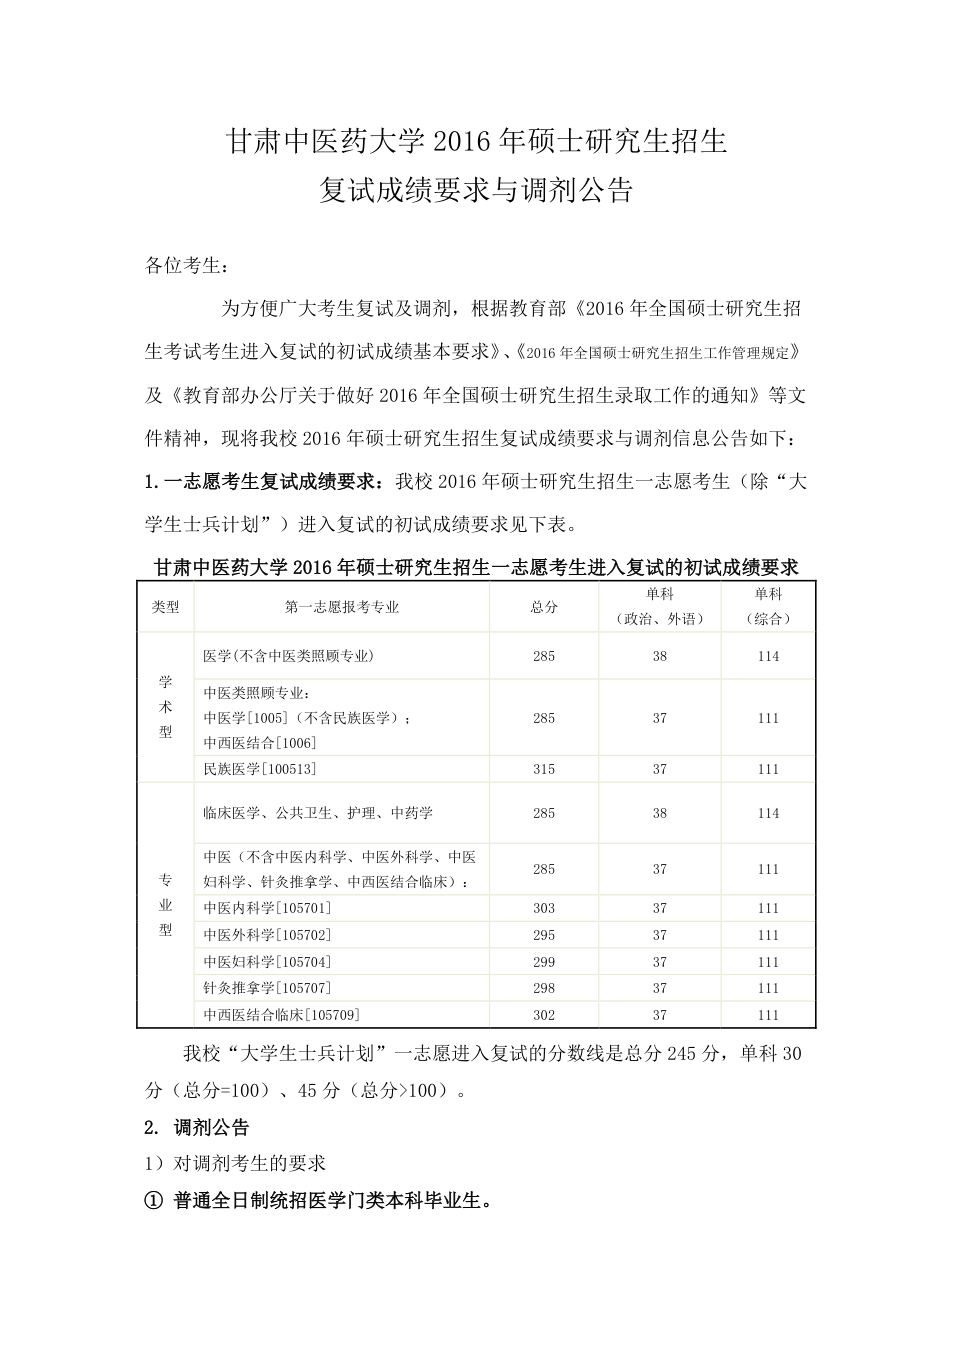 甘肃中医药大学 2016 年硕士研究生招生
复试成绩要求与调剂公告
各位考生：
为方便广大考生复试及调剂，根据教育部《2016 年全国硕士研究生招
生考试考生进入复试的初试成绩基本要求》、《2016 年全国硕士研究生招生工作管理规定》
及《教育部办公厅关于做好 2016 年全国硕士研究生招生录取工作的通知》等文
件精神，现将我校 2016 年硕士研究生招生复试成绩要求与调剂信息公告如下：
1.一志愿考生复试成绩要求：我校 2016 年硕士研究生招生一志愿考生（除“大
学生士兵计划”）进入复试的初试成绩要求见下表。
甘肃中医药大学 2016 年硕士研究生招生一志愿考生进入复试的初试成绩要求
类型 第一志愿报考专业 总分 单科 单科
（政治、外语） （综合）
学术型
医学(不含中医类照顾专业) 285 38 114
中医类照顾专业：
中医学[1005]（不含民族医学）； 285 37 111
中西医结合[1006]
民族医学[100513] 315 37 111
专业型
临床医学、公共卫生、护理、中药学 285 38 114
中医（不含中医内科学、中医外科学、中医
妇科学、针灸推拿学、中西医结合临床）： 285 37 111
中医内科学[105701] 303 37 111
中医外科学[105702] 295 37 111
中医妇科学[105704] 299 37 111
针灸推拿学[105707] 298 37 111
中西医结合临床[105709] 302 37 111
我校“大学生士兵计划”一志愿进入复试的分数线是总分 245 分，单科 30
分（总分=100）、45 分（总分>100）。
2. 调剂公告
1）对调剂考生的要求
① 普通全日制统招医学门类本科毕业生。